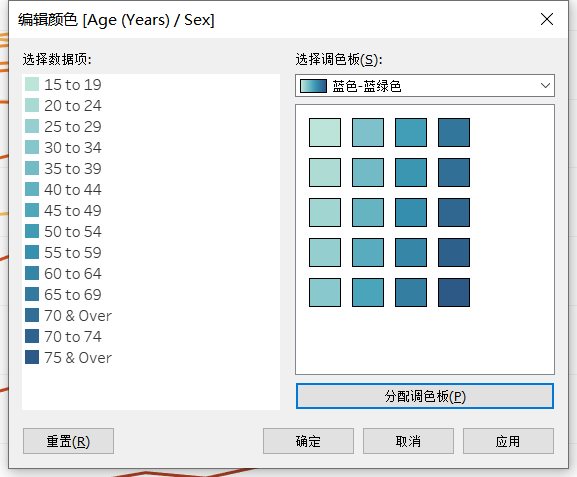 编辑颜色 [Age (Years) / Sex]
选择数据项:
15 to 19
20 to 24
25 to 29
30 to 34
35 to 39
40 to 44
45 to 49
50 to 54
55 to 59
60 to 64
65 to 69
70 & Over
70 to 74
75 & Over
选择调色板(S):
蓝色-蓝绿色
分配调色板(P)
重置(R)
确定
取消
应用